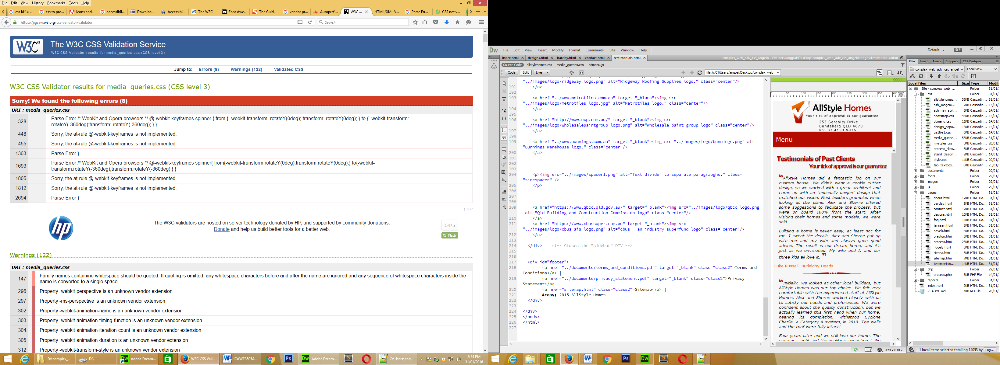 File Edit View History Bookmarks Tools Help
css id^= ... css to pro... Icons and... accessibil... Downloa... Accessibi... The W3C ... Font Awe... The Guid... vendor pr... Autoprefi... W3C ... HTML/XML V... Parse Err... CSS not v...
https://jigsaw.w3.org/css-validator/validator Search
W3C® The W3C CSS Validation Service
W3C CSS Validator results for media_queries.css (CSS level 3)
Jump to: Errors (8) Warnings (122) Validated CSS
W3C CSS Validator results for media_queries.css (CSS level 3)
Sorry! We found the following errors (8)
URI : media_queries.css
328 Parse Error /* WebKit and Opera browsers */ @-webkit-keyframes spinner { from { -webkit-transform: rotateY(0deg); transform: rotateY(0deg); } to { -webkit-transform:
rotateY(-360deg);transform: rotateY(-360deg); } }
448 Sorry, the at-rule @-webkit-keyframes is not implemented.
455 Sorry, the at-rule @-webkit-keyframes is not implemented.
1363 Parse Error }
1693 Parse Error /* WebKit and Opera browsers */ @-webkit-keyframes spinner{ from{-webkit-transform:rotateY(0deg);transform:rotateY(0deg);} to{-webkit-
transform:rotateY(-360deg);transform:rotateY(-360deg);} }
1805 Sorry, the at-rule @-webkit-keyframes is not implemented.
1812 Sorry, the at-rule @-webkit-keyframes is not implemented.
2694 Parse Error }
↑ TOP
hp
The W3C validators are hosted on server technology donated by HP, and supported by community donations.
Donate and help us build better tools for a better web.
5475
Flattr
Warnings (122)
URI : media_queries.css
147 Family names containing whitespace should be quoted. If quoting is omitted, any whitespace characters before and after the name are ignored and any sequence of whitespace characters inside the
name is converted to a single space.
296 Property -webkit-perspective is an unknown vendor extension
297 Property -ms-perspective is an unknown vendor extension
302 Property -webkit-animation-name is an unknown vendor extension
303 Property -webkit-animation-timing-function is an unknown vendor extension
304 Property -webkit-animation-iteration-count is an unknown vendor extension
305 Property -webkit-animation-duration is an unknown vendor extension
312 Property -webkit-transform-style is an unknown vendor extension
D:\complex_... D:\ Adobe Dream... W3C CSS Vali... ICAWEB505A... Adobe Dream... C:\Users\ang... 6:54 PM
31/01/2016
Dw File Edit View Insert Modify Format Commands Site Window Help Default
index.html designs.html barclay.html contact.html testimonials.html complex_web_adv_css_angelo - C:\Users\angpal\Desktop\complex_web_adv_css_angelo\pages\testimonials.html
Source Code allstylehomes.css media_queries.css ddmenu.js
Code Split Live file:///C|/Users/angpal/Desktop/complex_web_
"../images/logo/ridgeway_logo.png" alt="Ridgeway Roofing Supplies logo." class="center"/>
191 </a>
192
193 <a href="../www.metrotiles.com.au" target="_blank"><img src=
"../images/logo/metrotiles_logo.jpg" alt="Metrotiles logo." class="center"/>
194 </a>
195
196 <a href="http://www.cwp.com.au/" target="_blank"><img src=
"../images/logo/wholesalepaintgroup_logo.png" alt="wholesale paint group logo" class="center"/>
197 </a>
198
199 <a href="../www.bunnings.com.au" target="_blank"><img src="../images/logo/bunnings.png" alt=
"Bunnings Warehouse logo." class="center"/>
200 </a>
201
202
203
204 <p><img src="../images/spacer1.png" alt="Text divider to separate paragrapghs." class=
"sidespacer" />
205 </p>
206
207
208
209 <a href="https://www.qbcc.qld.gov.au/" target="_blank"><img src="../images/logo/qbcc_logo.png"
alt="Qld Building and Construction Commission logo" class="center"/>
210 </a>
211 <a href="https://www.cbussuper.com.au" target="_blank"><img src=
"../images/logo/cbus_ais_logo.png" alt="cbus - an industry superfund logo" class="center"/>
212 </a>
213
214 </div> <!-- Closes the "sidebar" DIV -->
215
216
217 <div id="footer">
218 <a href="../documents/terms_and_conditions.pdf" target="_blank" class="class2">Terms and
Conditions</a> |
219 <a href="../documents/privacy_statement.pdf" target="_blank" class="class2">Privacy
Statement</a> |
220 <a href="sitemap.html" class="class2">Sitemap</a> |
221 &copy; 2015 AllStyle Homes
222 </div>
223
224 </div>
225 </body>
226 </html>
227
0 50 100 150 200 250 300 350 400
AllStyle Homes
Your tick of approval is our guarantee
255 Serenity Drive
Bundaberg QLD 4670
Ph: 07 4153 9876
Menu
Testimonials of Past Clients
Your tick of approval is our guarantee
“AllStyle Homes did a fantastic job on our
custom house. We didn't want a cookie cutter
design, so we worked with a great architect and
came up with an "unusually unique" design that
matched our vision. Most builders grumbled when
looking at the plans. Alex and Sherre offered
some suggestions to facilitate the process, but
were on board 100% from the start. After
visiting their homes and some models, we were
sold.
Building a home is never easy, at least not for
me. I sweat the details. Alex and Sheree put up
with me and my wife and always gave good
advice. The result is our dream home, and it's
just as we envisioned. My wife and I, and our
three kids all love it. ”
Luke Russell, Burleighy Heads
“Initially, we looked at other local builders, but
AllStyle Homes was our top choice. We felt very
comfortable with the experienced staff at AllStyle
Homes. Alex and Sheree worked closely with us
to satisfy our needs and preferences. We were
confident about the quality construction, but we
actually learned this first hand when our home,
nearing its completion, withstood Cyclone
Charlie, a Category 4 system, in 2010. The walls
and the roof were fully intact!
Four years later and we still love our home. The
price was right and the quality is exceptional. We
428 x 818
Files Insert Assets Snippets CSS Designer
complex_web_adv_css_angel Local view
Local Files Size Type Modifi
Site - complex_web_... Folder 31/01/
css Folder 29/01/
allstylehomes... 33KB Cascadin... 31/01/
ash_imagem... 2KB Cascadin... 14/01/
ash_nav_styl... 3KB Cascadin... 14/01/
bootstrap.css 145KB Cascadin... 14/01/
ddmenu.css 11KB Cascadin... 14/01/
deisign_popu... 13KB Cascadin... 14/01/
gistfile1.css 6KB Cascadin... 14/01/
media_querie... 55KB Cascadin... 31/01/
mystyles.css 3KB Cascadin... 20/01/
process_slids... 8KB Cascadin... 14/01/
stand_design... 2KB Cascadin... 14/01/
style.css 11KB Cascadin... 20/01/
tab_textbox.... 8KB Cascadin... 23/01/
documents Folder 29/01/
fonts Folder 29/01/
images Folder 29/01/
js Folder 29/01/
pages Folder 31/01/
about.html 12KB HTML Do... 31/01/
barclay.html 8KB HTML Do... 31/01/
contact.html 12KB HTML Do... 31/01/
designs.html 10KB HTML Do... 31/01/
faq.html 11KB HTML Do... 31/01/
jannsen.html 8KB HTML Do... 31/01/
novelli.html 8KB HTML Do... 31/01/
preston.html 8KB HTML Do... 31/01/
process.html 25KB HTML Do... 31/01/
ridgely.html 8KB HTML Do... 31/01/
sienna.html 8KB HTML Do... 31/01/
sitemap.html 7KB HTML Do... 31/01/
testimonials.... 14KB HTML Do... 31/01/
php Folder 29/01/
process.php 3KB PHP File 14/01/
reports Folder 29/01/
index.html 9KB HTML Do... 31/01/
README.md 1KB MD File 20/01/
1 local items selected totalling 14053 by Log...